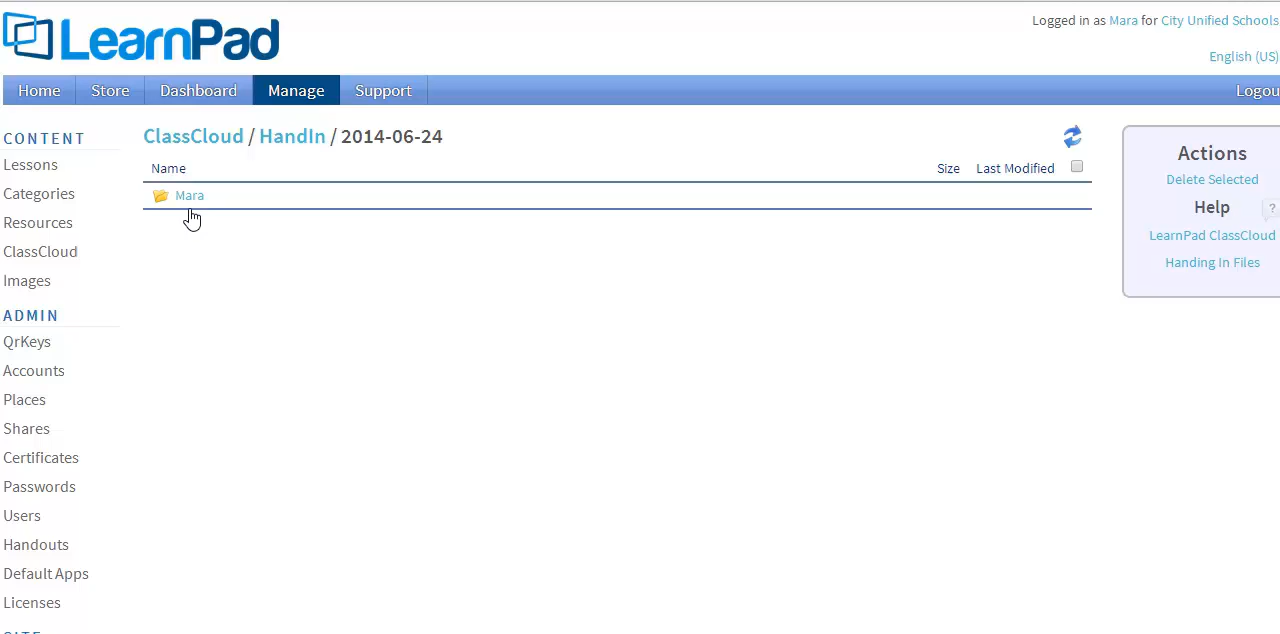 Logged in as Mara for City Unified Schools
LearnPad
English (US)
Home Store Dashboard Manage Support Logou
CONTENT
Lessons
Categories
Resources
ClassCloud
Images
ADMIN
QrKeys
Accounts
Places
Shares
Certificates
Passwords
Users
Handouts
Default Apps
Licenses
ClassCloud / HandIn / 2014-06-24
Name Size Last Modified
Mara
Actions
Delete Selected
Help ?
LearnPad ClassCloud
Handing In Files